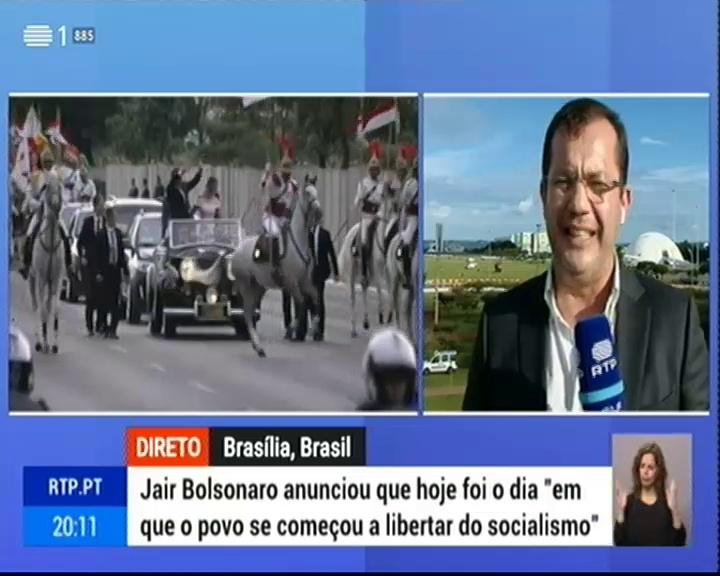 1 885
RTP
DIRETO Brasília, Brasil
RTP.PT
20:11
Jair Bolsonaro anunciou que hoje foi o dia "em
que o povo se começou a libertar do socialismo"